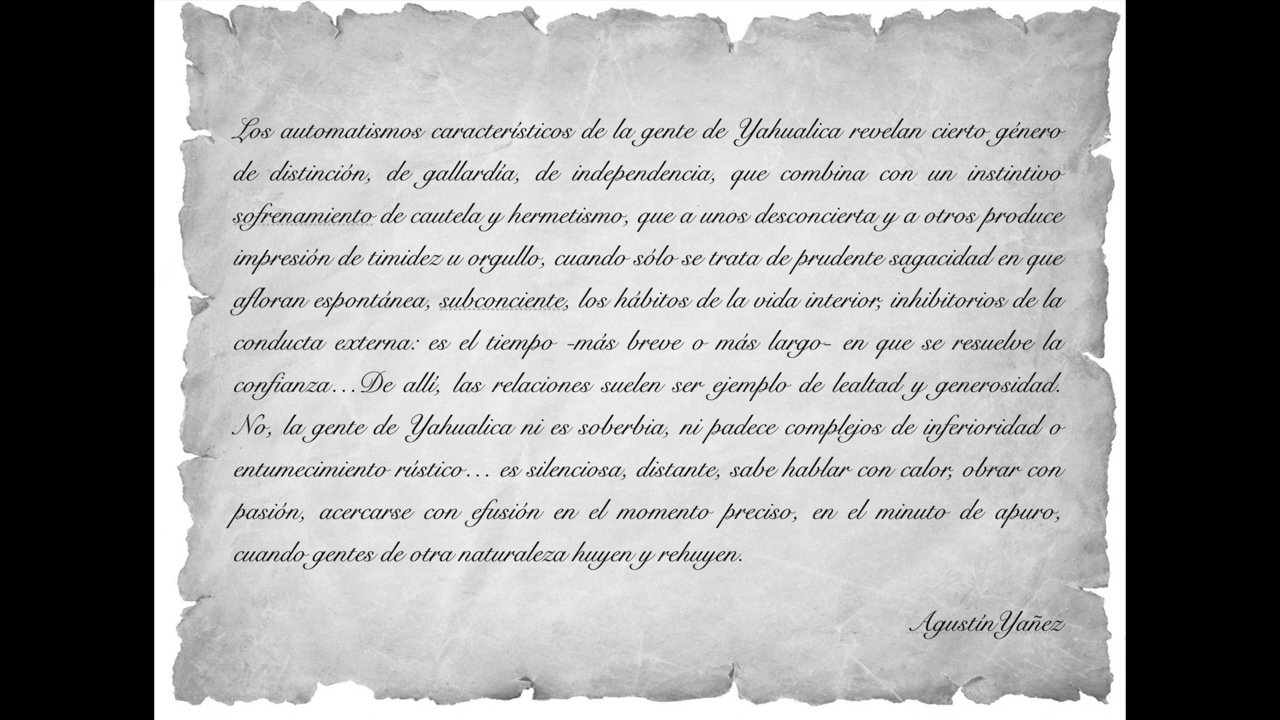 Los automatismos característicos de la gente de Yahualica revelan cierto género
de distinción, de gallardía, de independencia, que combina con un instintivo
sofrenamiento de cautela y hermetismo, que a unos desconcierta y a otros produce
impresión de timidez u orgullo, cuando sólo se trata de prudente sagacidad en que
afloran espontánea, subconciente, los hábitos de la vida interior, inhibitorios de la
conducta externa: es el tiempo -más breve o más largo- en que se resuelve la
confianza...De allí, las relaciones suelen ser ejemplo de lealtad y generosidad.
No, la gente de Yahualica ni es soberbia, ni padece complejos de inferioridad o
entumecimiento rústico... es silenciosa, distante, sabe hablar con calor, obrar con
pasión, acercarse con efusión en el momento preciso, en el minuto de apuro,
cuando gentes de otra naturaleza huyen y rehuyen.
Agustín Yañez